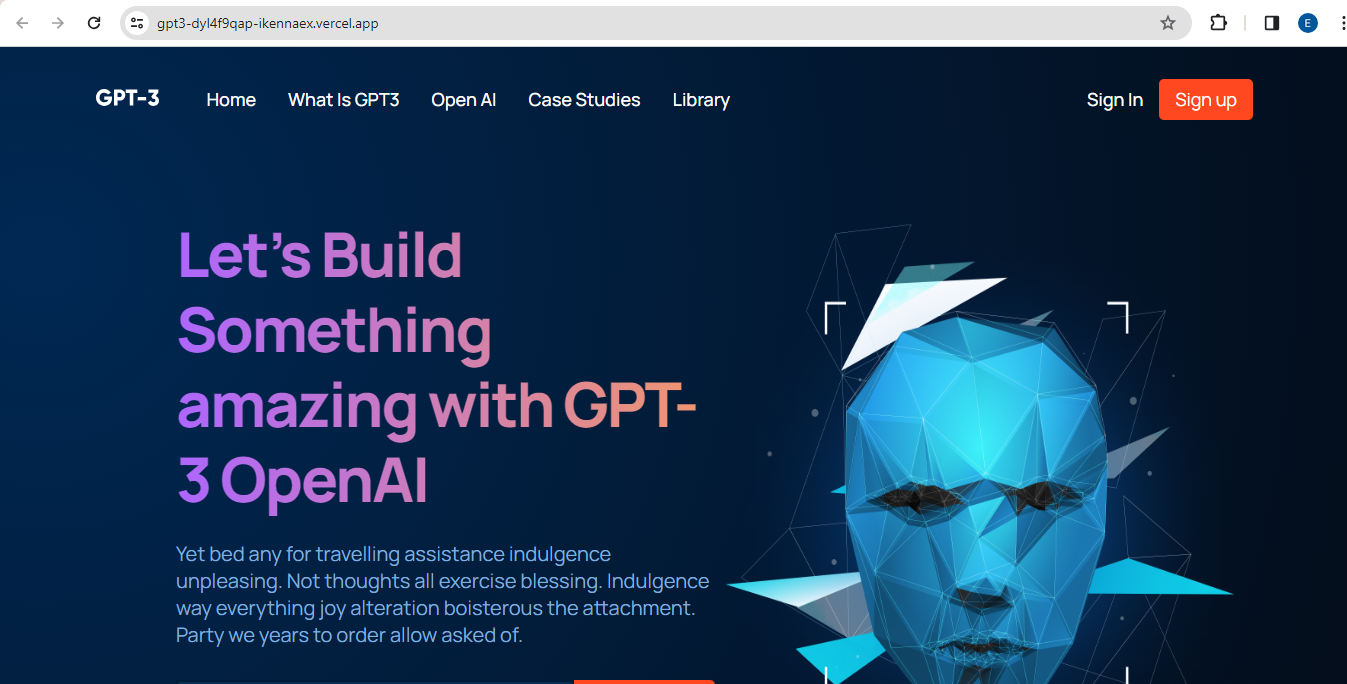 gpt3-dyl4f9qap-ikennaex.vercel.app
E
GPT-3
Home
What Is GPT3
Open AI
Case Studies
Library
Sign In
Sign up
Let’s Build
Something
amazing with GPT-
3 OpenAI
Yet bed any for travelling assistance indulgence
unpleasing. Not thoughts all exercise blessing. Indulgence
way everything joy alteration boisterous the attachment.
Party we years to order allow asked of.